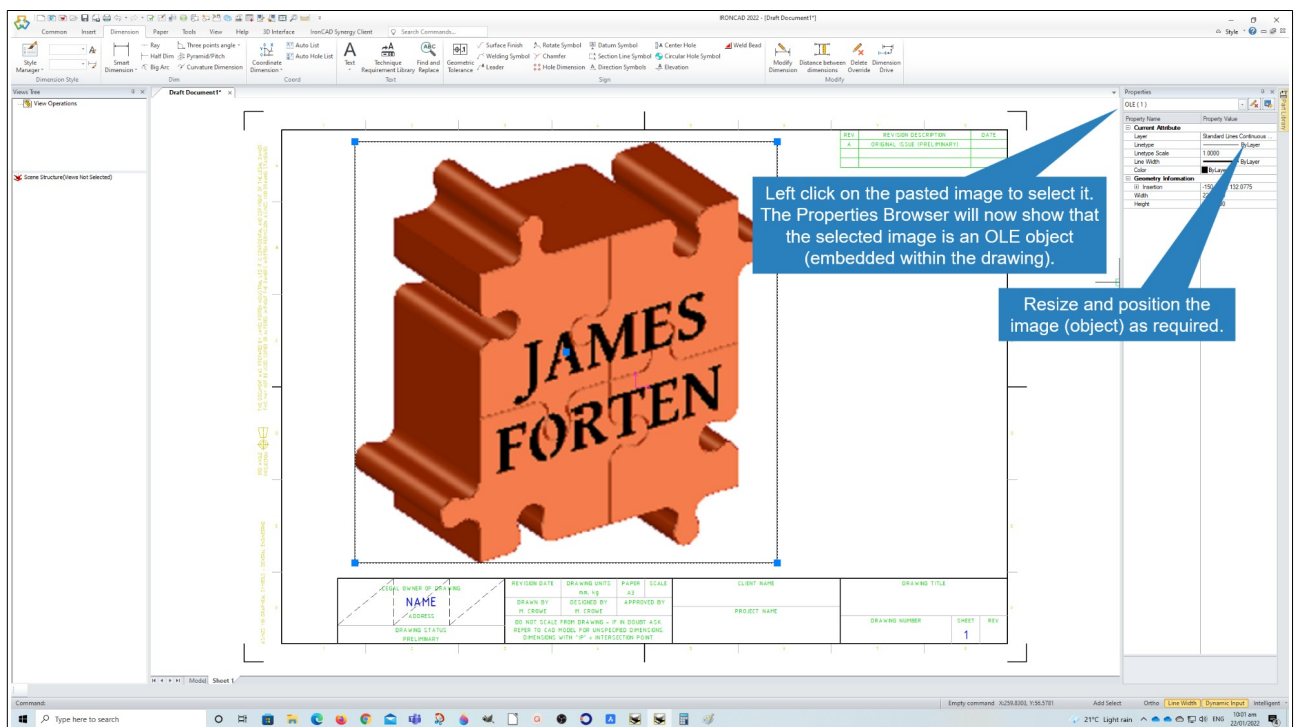 IRONCAD 2022 - [Draft Document1*]
Common Insert Dimension Paper Tools View Help 3D Interface IronCAD Synergy Client Search Commands...
Style
Style Manager
Smart Dimension
Ray
Half Dim
Big Arc
Three points angle
Pyramid/Pitch
Curvature Dimension
Coordinate Dimension
Auto List
Auto Hole List
Text
Technique Requirement Library
Find and Replace
Geometric Tolerance
Surface Finish
Welding Symbol
Leader
Rotate Symbol
Chamfer
Hole Dimension
Datum Symbol
Section Line Symbol
Direction Symbols
Center Hole
Circular Hole Symbol
Elevation
Weld Bead
Modify Dimension
Distance between dimensions
Delete Override
Dimension Drive
Dimension Style
Dim
Coord
Text
Sign
Modify
Views Tree
View Operations
Scene Structure(Views Not Selected)
Draft Document1*
REV REVISION DESCRIPTION DATE
A ORIGINAL ISSUE (PRELIMINARY)
JAMES
FORTEN
Left click on the pasted image to select it.
The Properties Browser will now show that
the selected image is an OLE object
(embedded within the drawing).
Resize and position the
image (object) as required.
Properties
OLE ( 1 )
Property Name Property Value
Current Attribute
Layer Standard Lines Continuous ...
Linetype ByLayer
Linetype Scale 1.0000
Line Width ByLayer
Color ByLaye
Geometry Information
Insertion 132.0775
Width
Height
Part Library
LEGAL OWNER OF DRAWING
NAME
ADDRESS
DRAWING STATUS
PRELIMINARY
REVISION DATE DRAWING UNITS PAPER SCALE
mm, kg A3
DRAWN BY DESIGNED BY APPROVED BY
M. CROWE M. CROWE
DO NOT SCALE FROM DRAWING - IF IN DOUBT ASK.
REFER TO CAD MODEL FOR UNSPECIFIED DIMENSIONS.
DIMENSIONS WITH "IP" = INTERSECTION POINT.
CLIENT NAME
PROJECT NAME
DRAWING TITLE
DRAWING NUMBER SHEET REV
1
Model Sheet 1
Command:
Empty command X:259.8303, Y:56.5781 Add Select Ortho Line Width Dynamic Input Intelligent
Type here to search
21°C Light rain ENG 10:01 am
22/01/2022